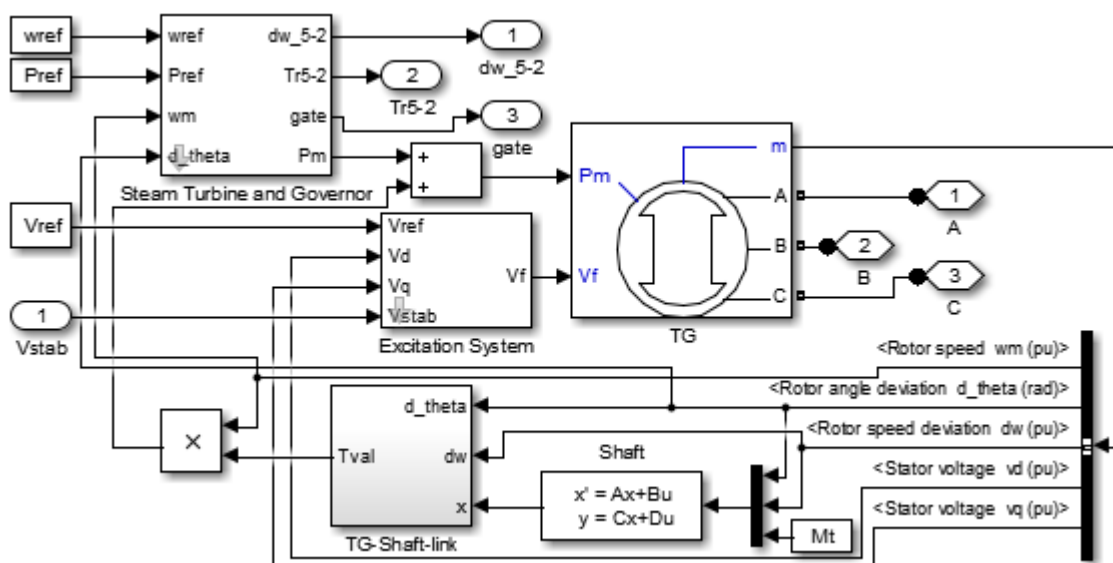 wref
wref
dw_5-2
1
dw_5-2
Pref
Pref
Tr5-2
2
Tr5-2
wm
gate
3
gate
d_theta
Pm
+
+
Steam Turbine and Governor
Pm
m
A
1
A
B
2
B
C
3
C
Vf
TG
Vref
Vref
Vd
Vq
Vf
Vstab
1
Vstab
Excitation System
<Rotor speed wm (pu)>
<Rotor angle deviation d_theta (rad)>
<Rotor speed deviation dw (pu)>
<Stator voltage vd (pu)>
<Stator voltage vq (pu)>
×
d_theta
Tval
dw
x
TG-Shaft-link
Shaft
x' = Ax+Bu
y = Cx+Du
Mt